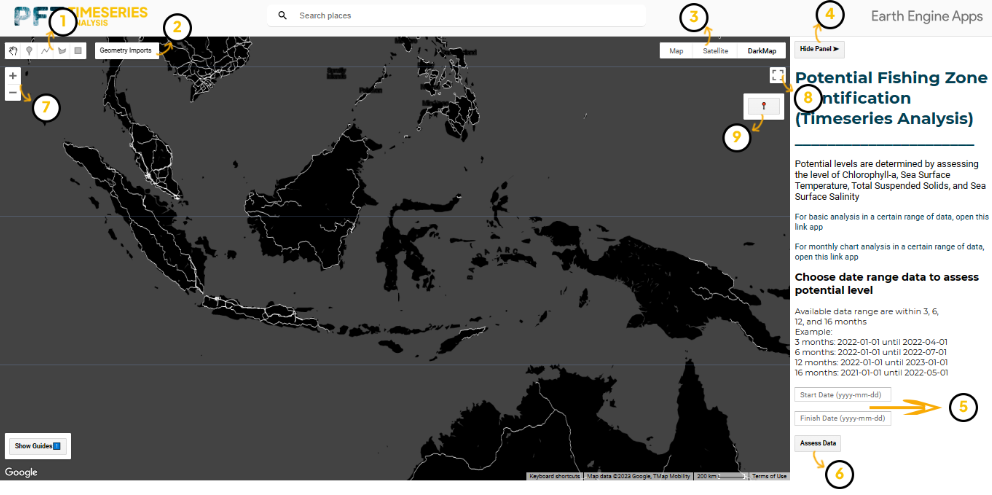 PF TIMESERIES
ANALYSIS
1
Search places
3
4
Earth Engine Apps
Geometry Imports
2
Map
Satellite
DarkMap
Hide Panel ►
+
−
7
8
9
Potential Fishing Zone
ntification
(Timeseries Analysis)
Potential levels are determined by assessing
the level of Chlorophyll-a, Sea Surface
Temperature, Total Suspended Solids, and Sea
Surface Salinity
For basic analysis in a certain range of data, open this
link app
For monthly chart analysis in a certain range of data,
open this link app
Choose date range data to assess
potential level
Available data range are within 3, 6,
12, and 16 months
Example:
3 months: 2022-01-01 until 2022-04-01
6 months: 2022-01-01 until 2022-07-01
12 months: 2022-01-01 until 2023-01-01
16 months: 2021-01-01 until 2022-05-01
Start Date (yyyy-mm-dd)
5
Finish Date (yyyy-mm-dd)
Assess Data
6
Show Guides
Google
Keyboard shortcuts
Map data ©2023 Google, TMap Mobility
200 km
Terms of Use